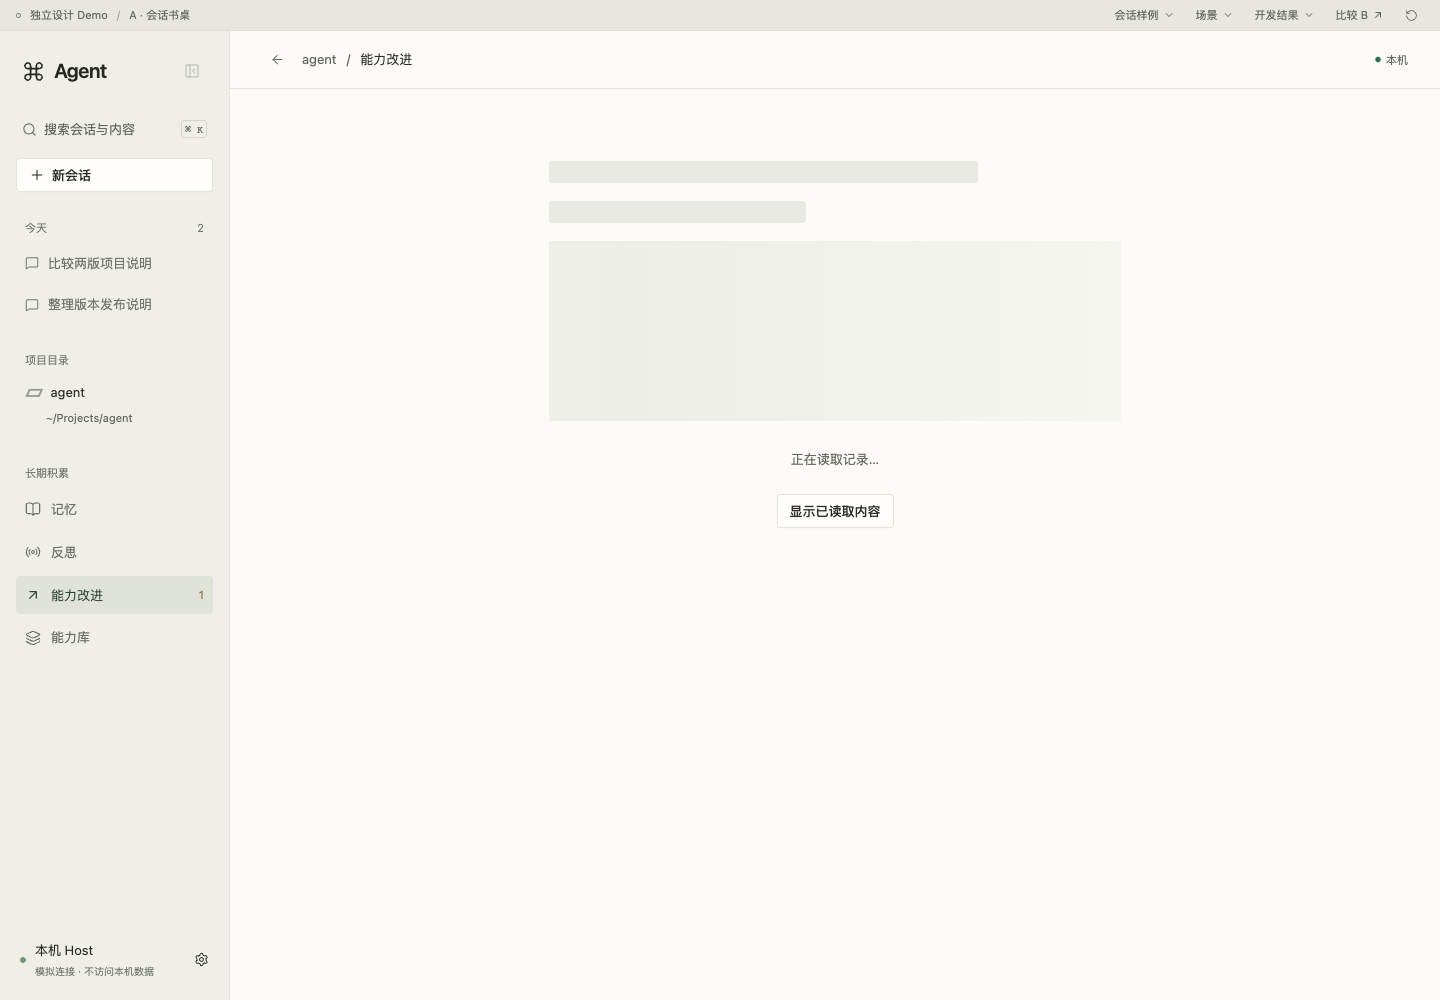 独立设计 Demo / A · 会话书桌
会话样例 场景 开发结果 比较 B
Agent
搜索会话与内容 ⌘ K
新会话
今天 2
比较两版项目说明
整理版本发布说明
项目目录
agent
~/Projects/agent
长期积累
记忆
反思
能力改进 1
能力库
本机 Host
模拟连接 · 不访问本机数据
agent / 能力改进
本机
正在读取记录...
显示已读取内容